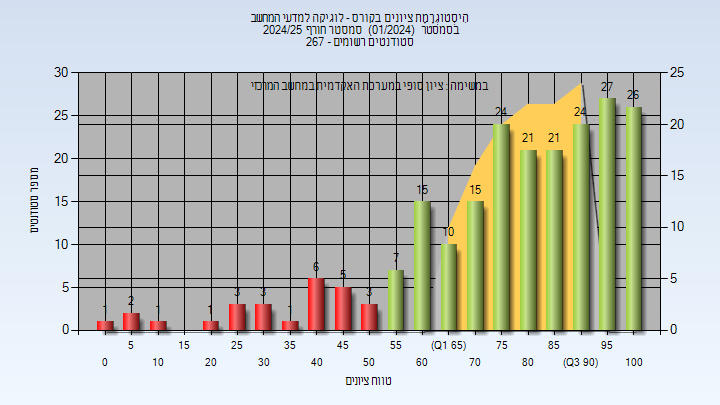 היסטוגרמת ציונים בקורס - לוגיקה למדעי המחשב
בסמסטר (01/2024) סמסטר חורף 2024/25
סטודנטים רשומים - 267
במשימה : ציון סופי במערכת האקדמית במחשב המרכזי
30 25 20 15 10 5 0
מספר סטודנטים
25 20 15 10 5 0
1 2 1 1 3 3 1 6 5 3 7 15 10 15 24 21 21 24 27 26
5 15 25 35 45 55 (Q1 65) 75 85 95
0 10 20 30 40 50 60 70 80 (Q3 90) 100
טווח ציונים